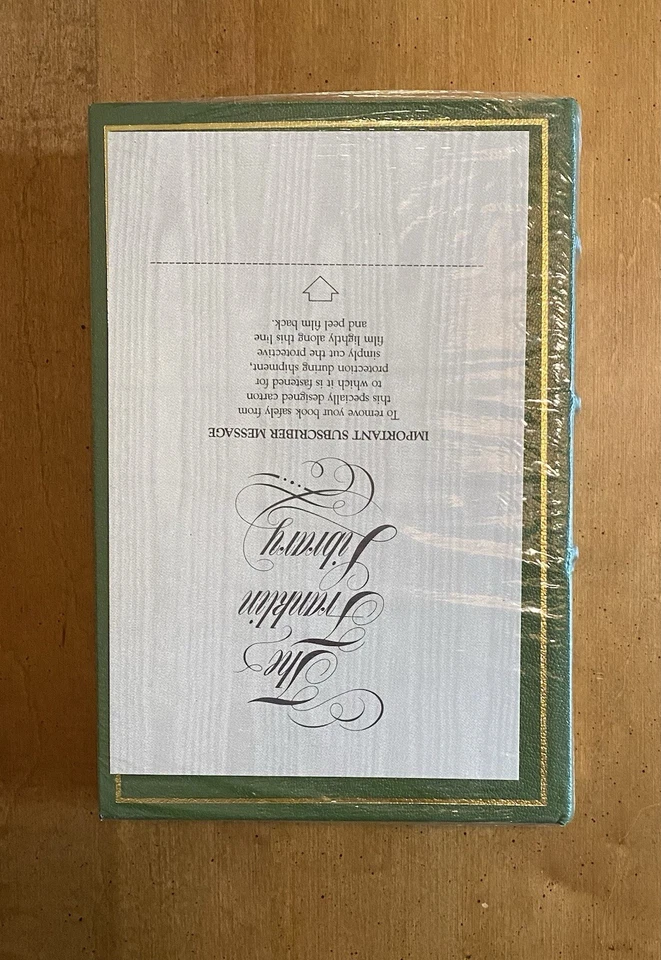 The
Franklin
Library
IMPORTANT SUBSCRIBER MESSAGE
To remove your book safely from
this specially designed carton
to which it is fastened for
protection during shipment,
simply cut the protective
film lightly along this line
and peel film back.